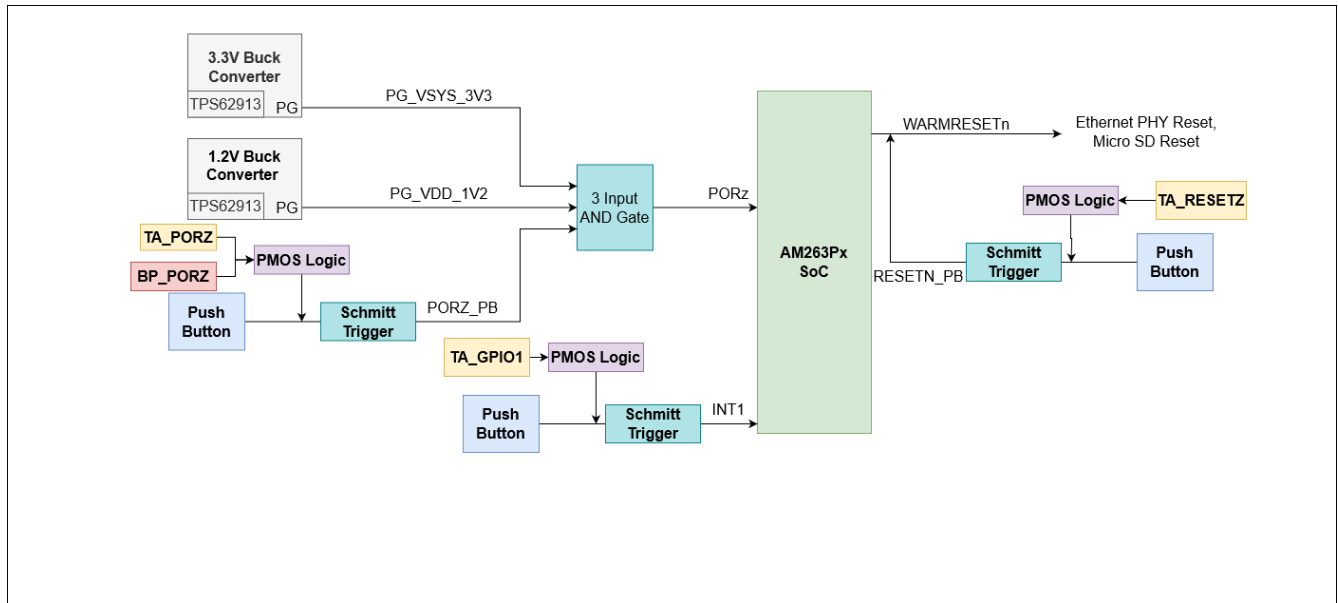 3.3V Buck
Converter
TPS62913
PG
PG_VSYS_3V3
1.2V Buck
Converter
TPS62913
PG
PG_VDD_1V2
TA_PORZ
BP_PORZ
PMOS Logic
Push
Button
Schmitt
Trigger
PORZ_PB
3 Input
AND Gate
PORz
TA_GPIO1
PMOS Logic
Push
Button
Schmitt
Trigger
INT1
AM263Px
SoC
WARMRESETn
Ethernet PHY Reset,
Micro SD Reset
PMOS Logic
TA_RESETZ
RESETN_PB
Schmitt
Trigger
Push
Button